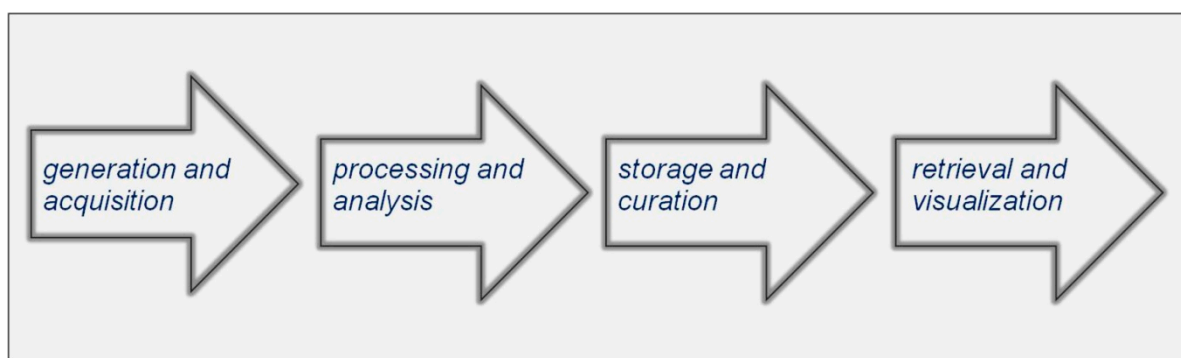 generation and
acquisition
processing and
analysis
storage and
curation
retrieval and
visualization